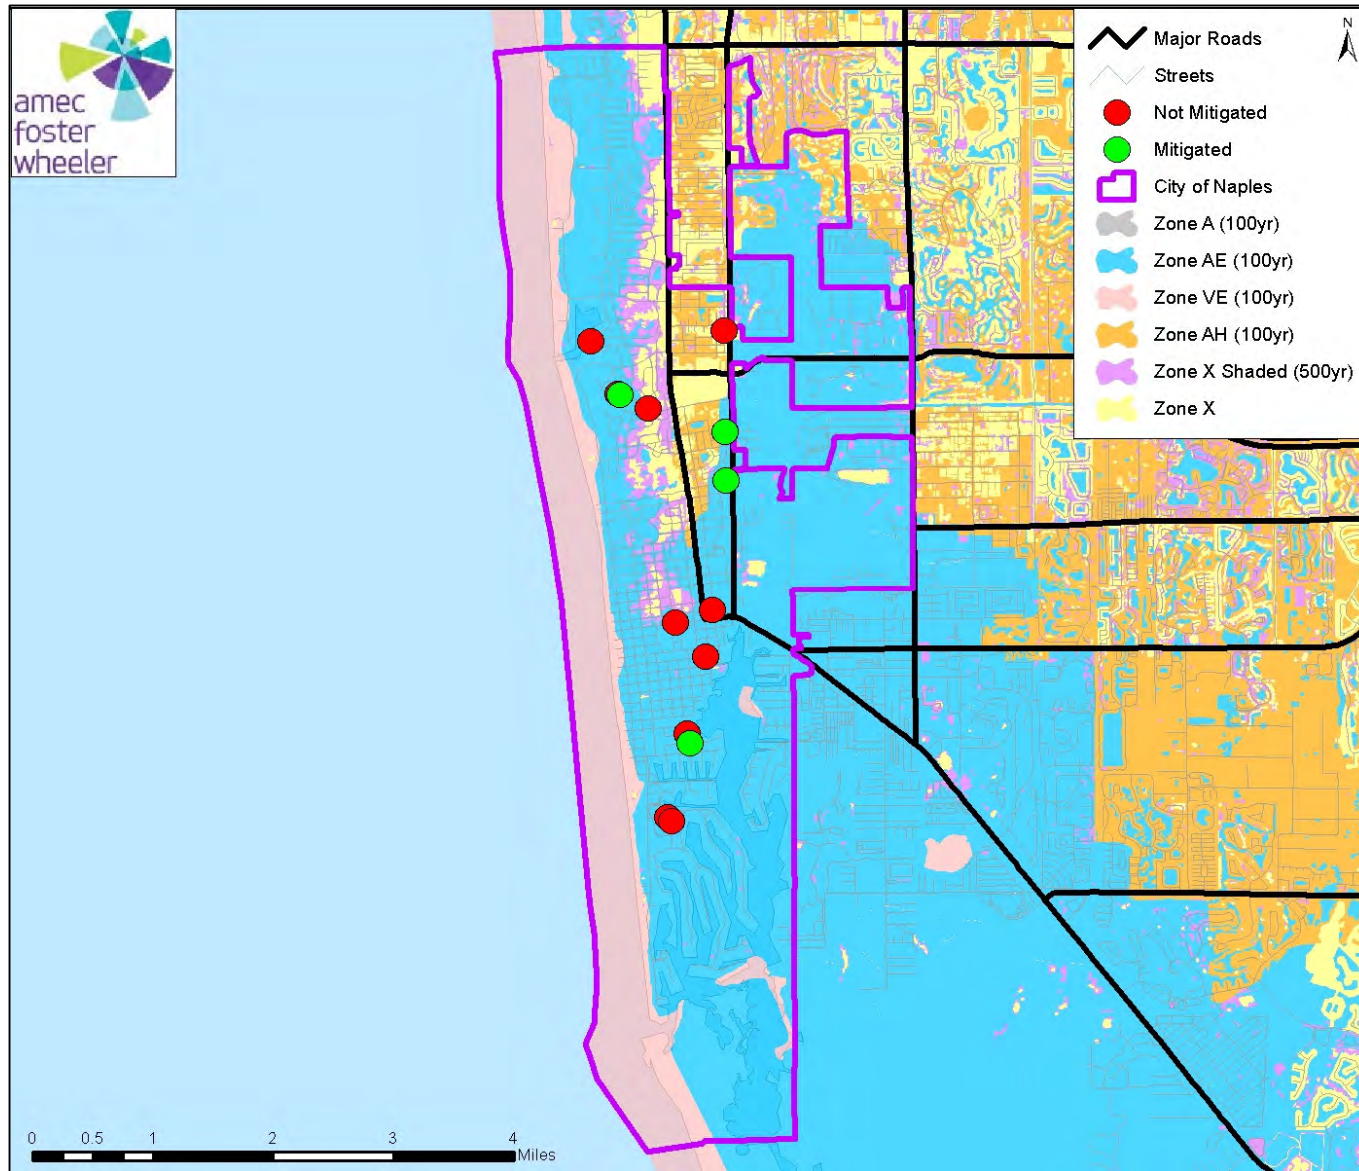 amec
foster
wheeler
N
Major Roads
Streets
Not Mitigated
Mitigated
City of Naples
Zone A (100yr)
Zone AE (100yr)
Zone VE (100yr)
Zone AH (100yr)
Zone X Shaded (500yr)
Zone X
0 0.5 1 2 3 4
Miles